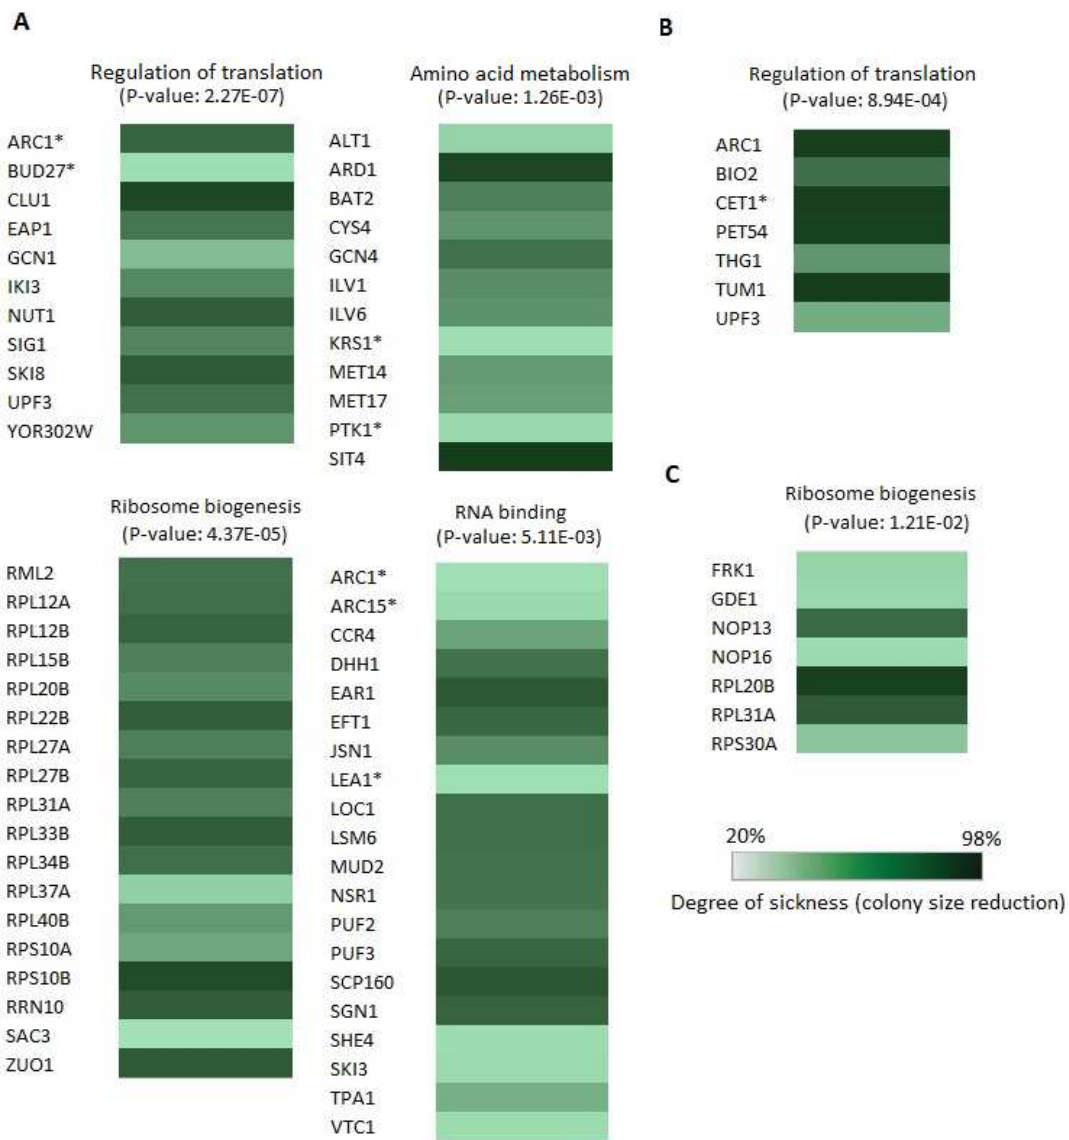 A
Regulation of translation
(P-value: 2.27E-07)
ARC1*
BUD27*
CLU1
EAP1
GCN1
IKI3
NUT1
SIG1
SKI8
UPF3
YOR302W
Amino acid metabolism
(P-value: 1.26E-03)
ALT1
ARD1
BAT2
CYS4
GCN4
ILV1
ILV6
KRS1*
MET14
MET17
PTK1*
SIT4
Ribosome biogenesis
(P-value: 4.37E-05)
RML2
RPL12A
RPL12B
RPL15B
RPL20B
RPL22B
RPL27A
RPL27B
RPL31A
RPL33B
RPL34B
RPL37A
RPL40B
RPS10A
RPS10B
RRN10
SAC3
ZUO1
RNA binding
(P-value: 5.11E-03)
ARC1*
ARC15*
CCR4
DHH1
EAR1
EFT1
JSN1
LEA1*
LOC1
LSM6
MUD2
NSR1
PUF2
PUF3
SCP160
SGN1
SHE4
SKI3
TPA1
VTC1
B
Regulation of translation
(P-value: 8.94E-04)
ARC1
BIO2
CET1*
PET54
THG1
TUM1
UPF3
C
Ribosome biogenesis
(P-value: 1.21E-02)
FRK1
GDE1
NOP13
NOP16
RPL20B
RPL31A
RPS30A
20% 98%
Degree of sickness (colony size reduction)